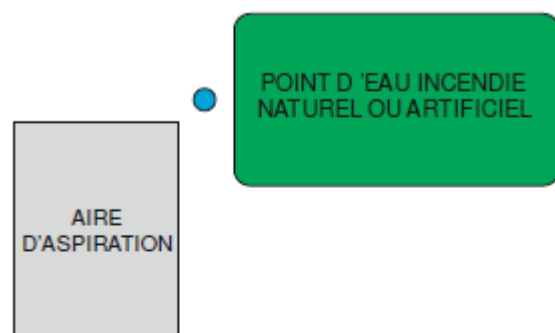 POINT D 'EAU INCENDIE
NATUREL OU ARTIFICIEL
AIRE
D'ASPIRATION